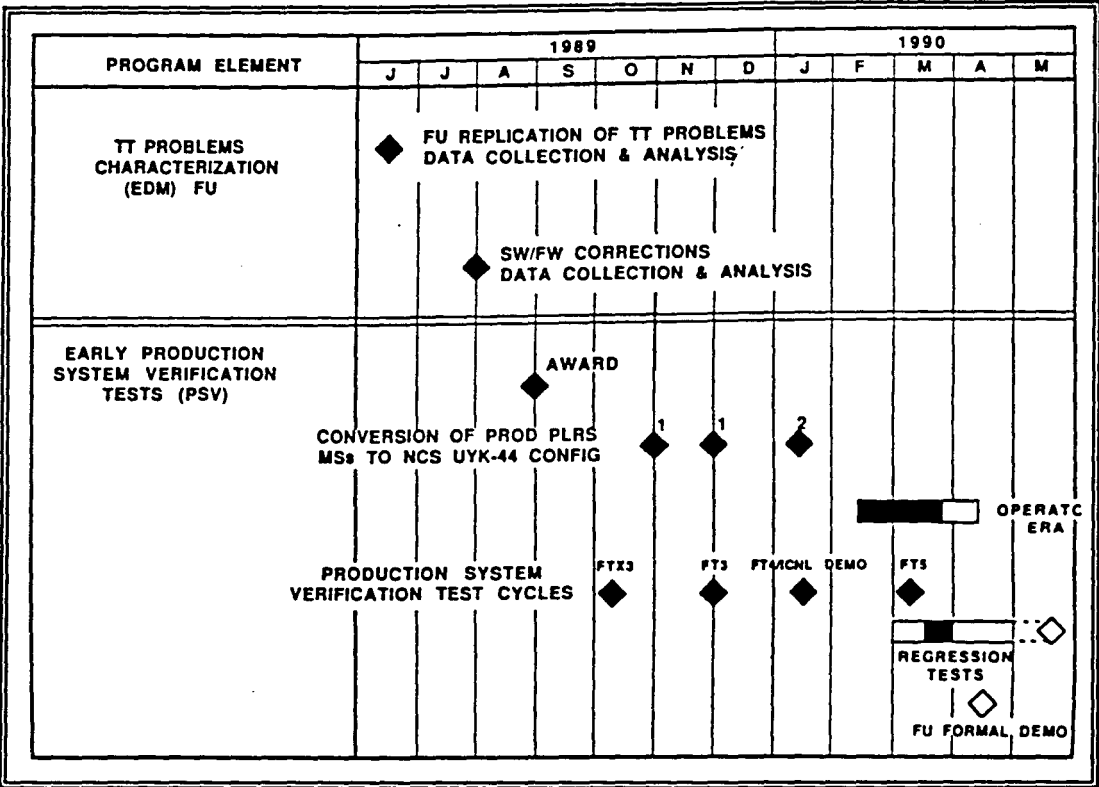 PROGRAM ELEMENT
1989
1990
J J A S O N D J F M A M
TT PROBLEMS
CHARACTERIZATION
(EDM) FU
FU REPLICATION OF TT PROBLEMS
DATA COLLECTION & ANALYSIS
SW/FW CORRECTIONS
DATA COLLECTION & ANALYSIS
EARLY PRODUCTION
SYSTEM VERIFICATION
TESTS (PSV)
AWARD
CONVERSION OF PROD PLRS
MSs TO NCS UYK-44 CONFIG
1
1
2
OPERATC
ERA
PRODUCTION SYSTEM
VERIFICATION TEST CYCLES
FTX3
FT3
FT4/ICNL DEMO
FT5
REGRESSION
TESTS
FU FORMAL DEMO